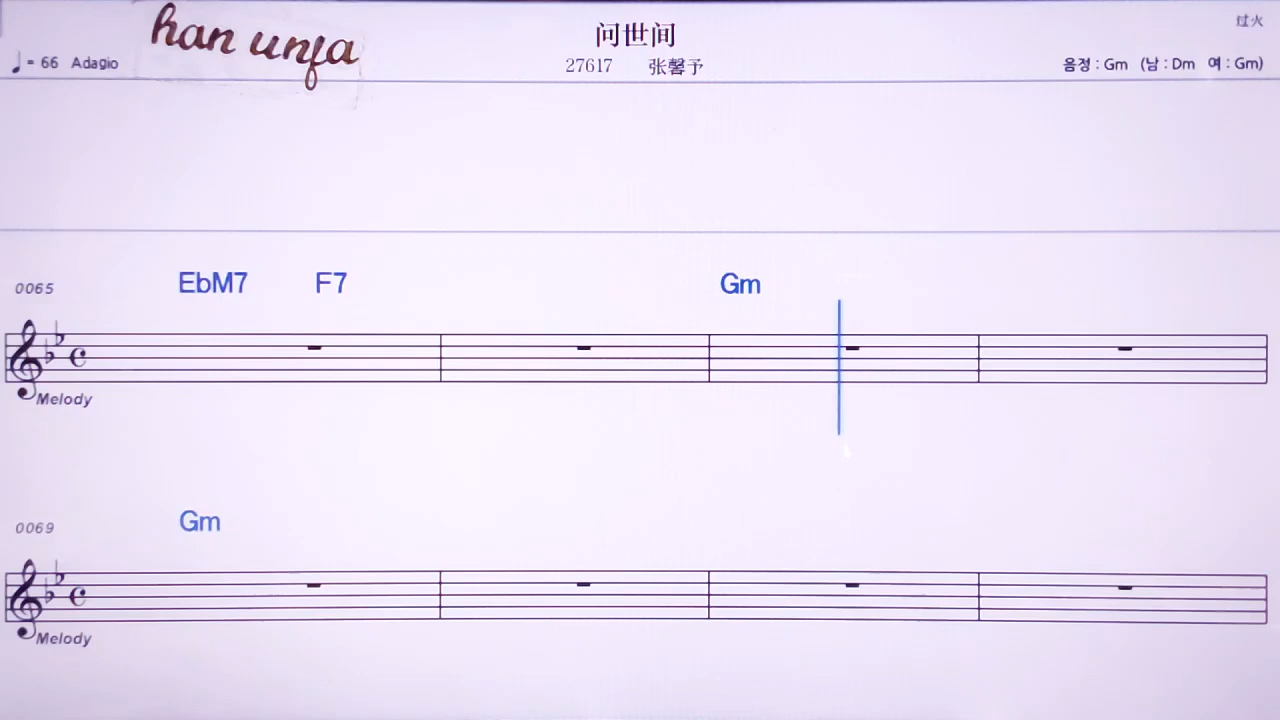 han unfa
问世间
过火
♩= 66 Adagio
27617 张馨予
음정 : Gm (남 : Dm 여 : Gm)
0065
EbM7 F7 Gm
Melody
0069
Gm
Melody